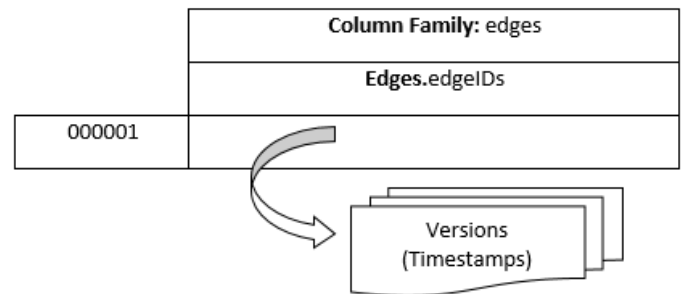 Column Family: edges
Edges.edgeIDs
000001
Versions
(Timestamps)